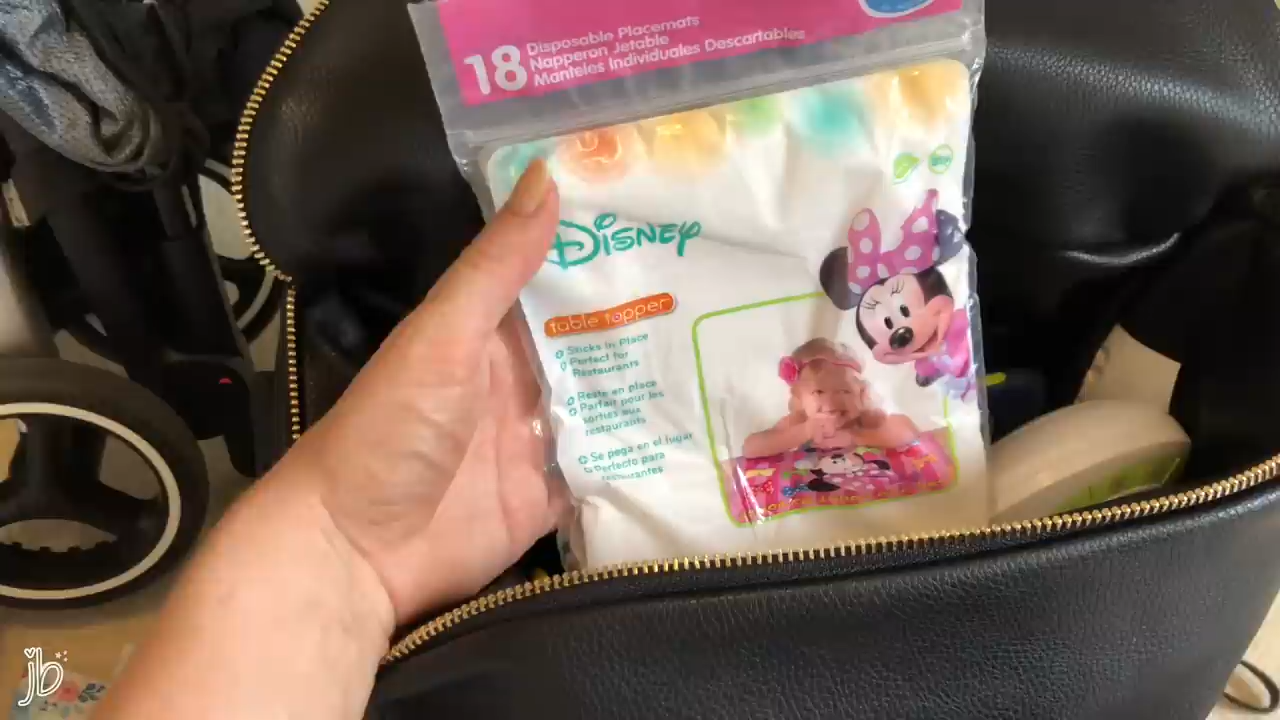 18
Disposable Placemats
Napperon Jetable
Manteles Individuales Descartables
Disney
table topper
Sticks in Place
Perfect for
Restaurants
Reste en place
Parfait pour les
sorties aux
restaurants
Se pega en el lugar
Perfecto para
restaurantes
jb